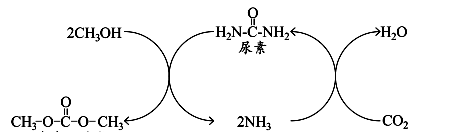 O
2CH₃OH H₂N-C-NH₂ H₂O
尿素
O
CH₃-O-C-O-CH₃ 2NH₃ CO₂